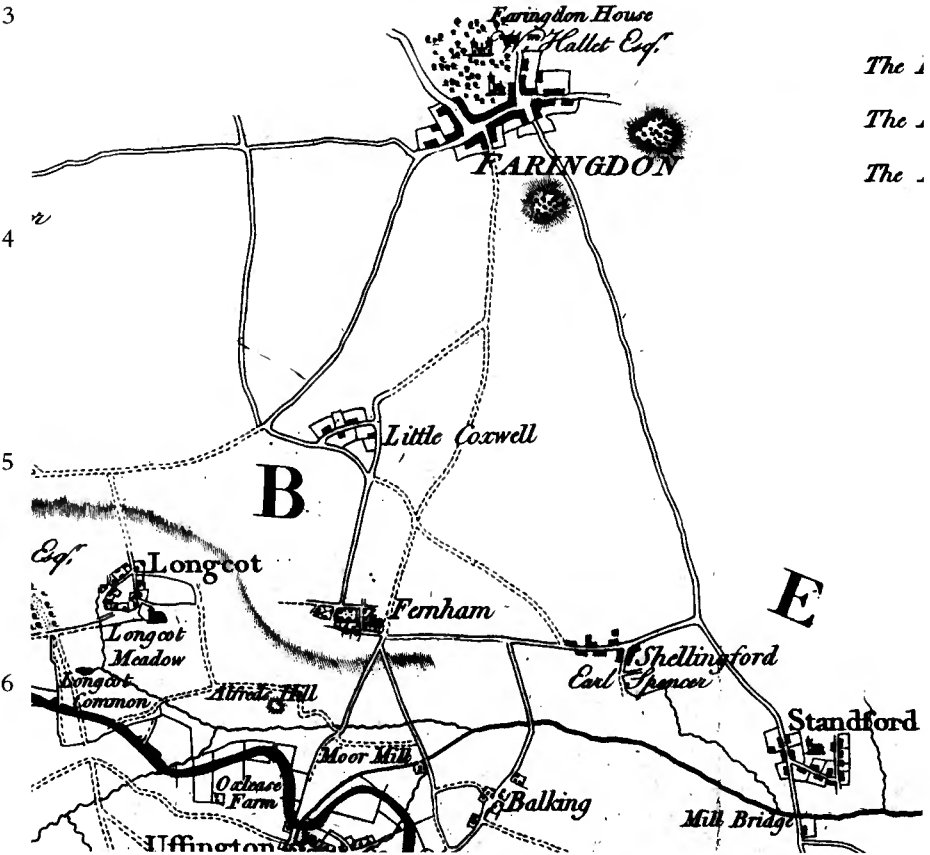 3
Faringdon House
Wm. Hallet Esqr.
The
The
The
FARINGDON
4
Little Coxwell
5
B
Esqr.
Longcot
E
Fernham
Longcot
Meadow
Shellingford
Earl Spencer
6
Longcot
Common
Alfreds Hill
Standford
Moor Mill
Oxlease
Farm
Balking
Mill Bridge
Uffington